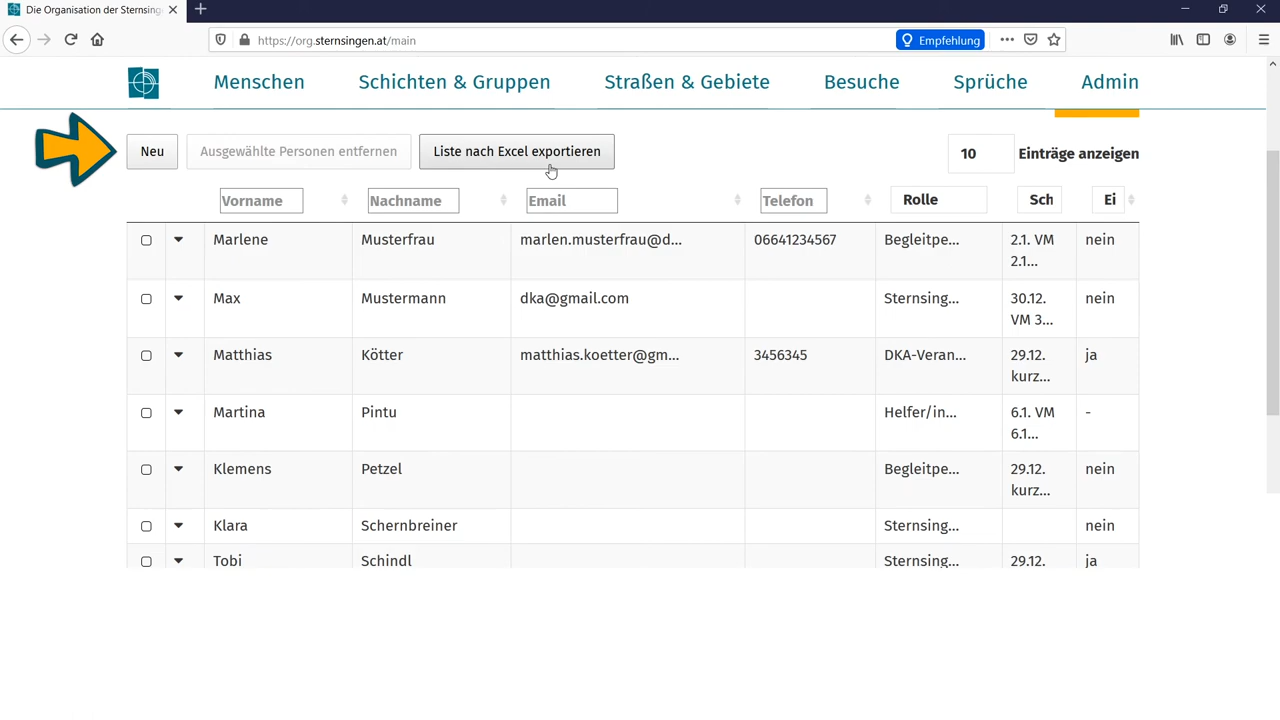 Die Organisation der Sternsing
https://org.sternsingen.at/main
Empfehlung
Menschen Schichten & Gruppen Straßen & Gebiete Besuche Sprüche Admin
Neu Ausgewählte Personen entfernen Liste nach Excel exportieren 10 Einträge anzeigen
Vorname Nachname Email Telefon Rolle Sch Ei
Marlene Musterfrau marlen.musterfrau@d... 06641234567 Begleitpe... 2.1. VM nein
2.1...
Max Mustermann dka@gmail.com Sternsing... 30.12. nein
VM 3...
Matthias Kötter matthias.koetter@gm... 3456345 DKA-Veran... 29.12. ja
kurz...
Martina Pintu Helfer/in... 6.1. VM -
6.1...
Klemens Petzel Begleitpe... 29.12. nein
kurz...
Klara Schernbreiner Sternsing... nein
Tobi Schindl Sternsing... 29.12. ja